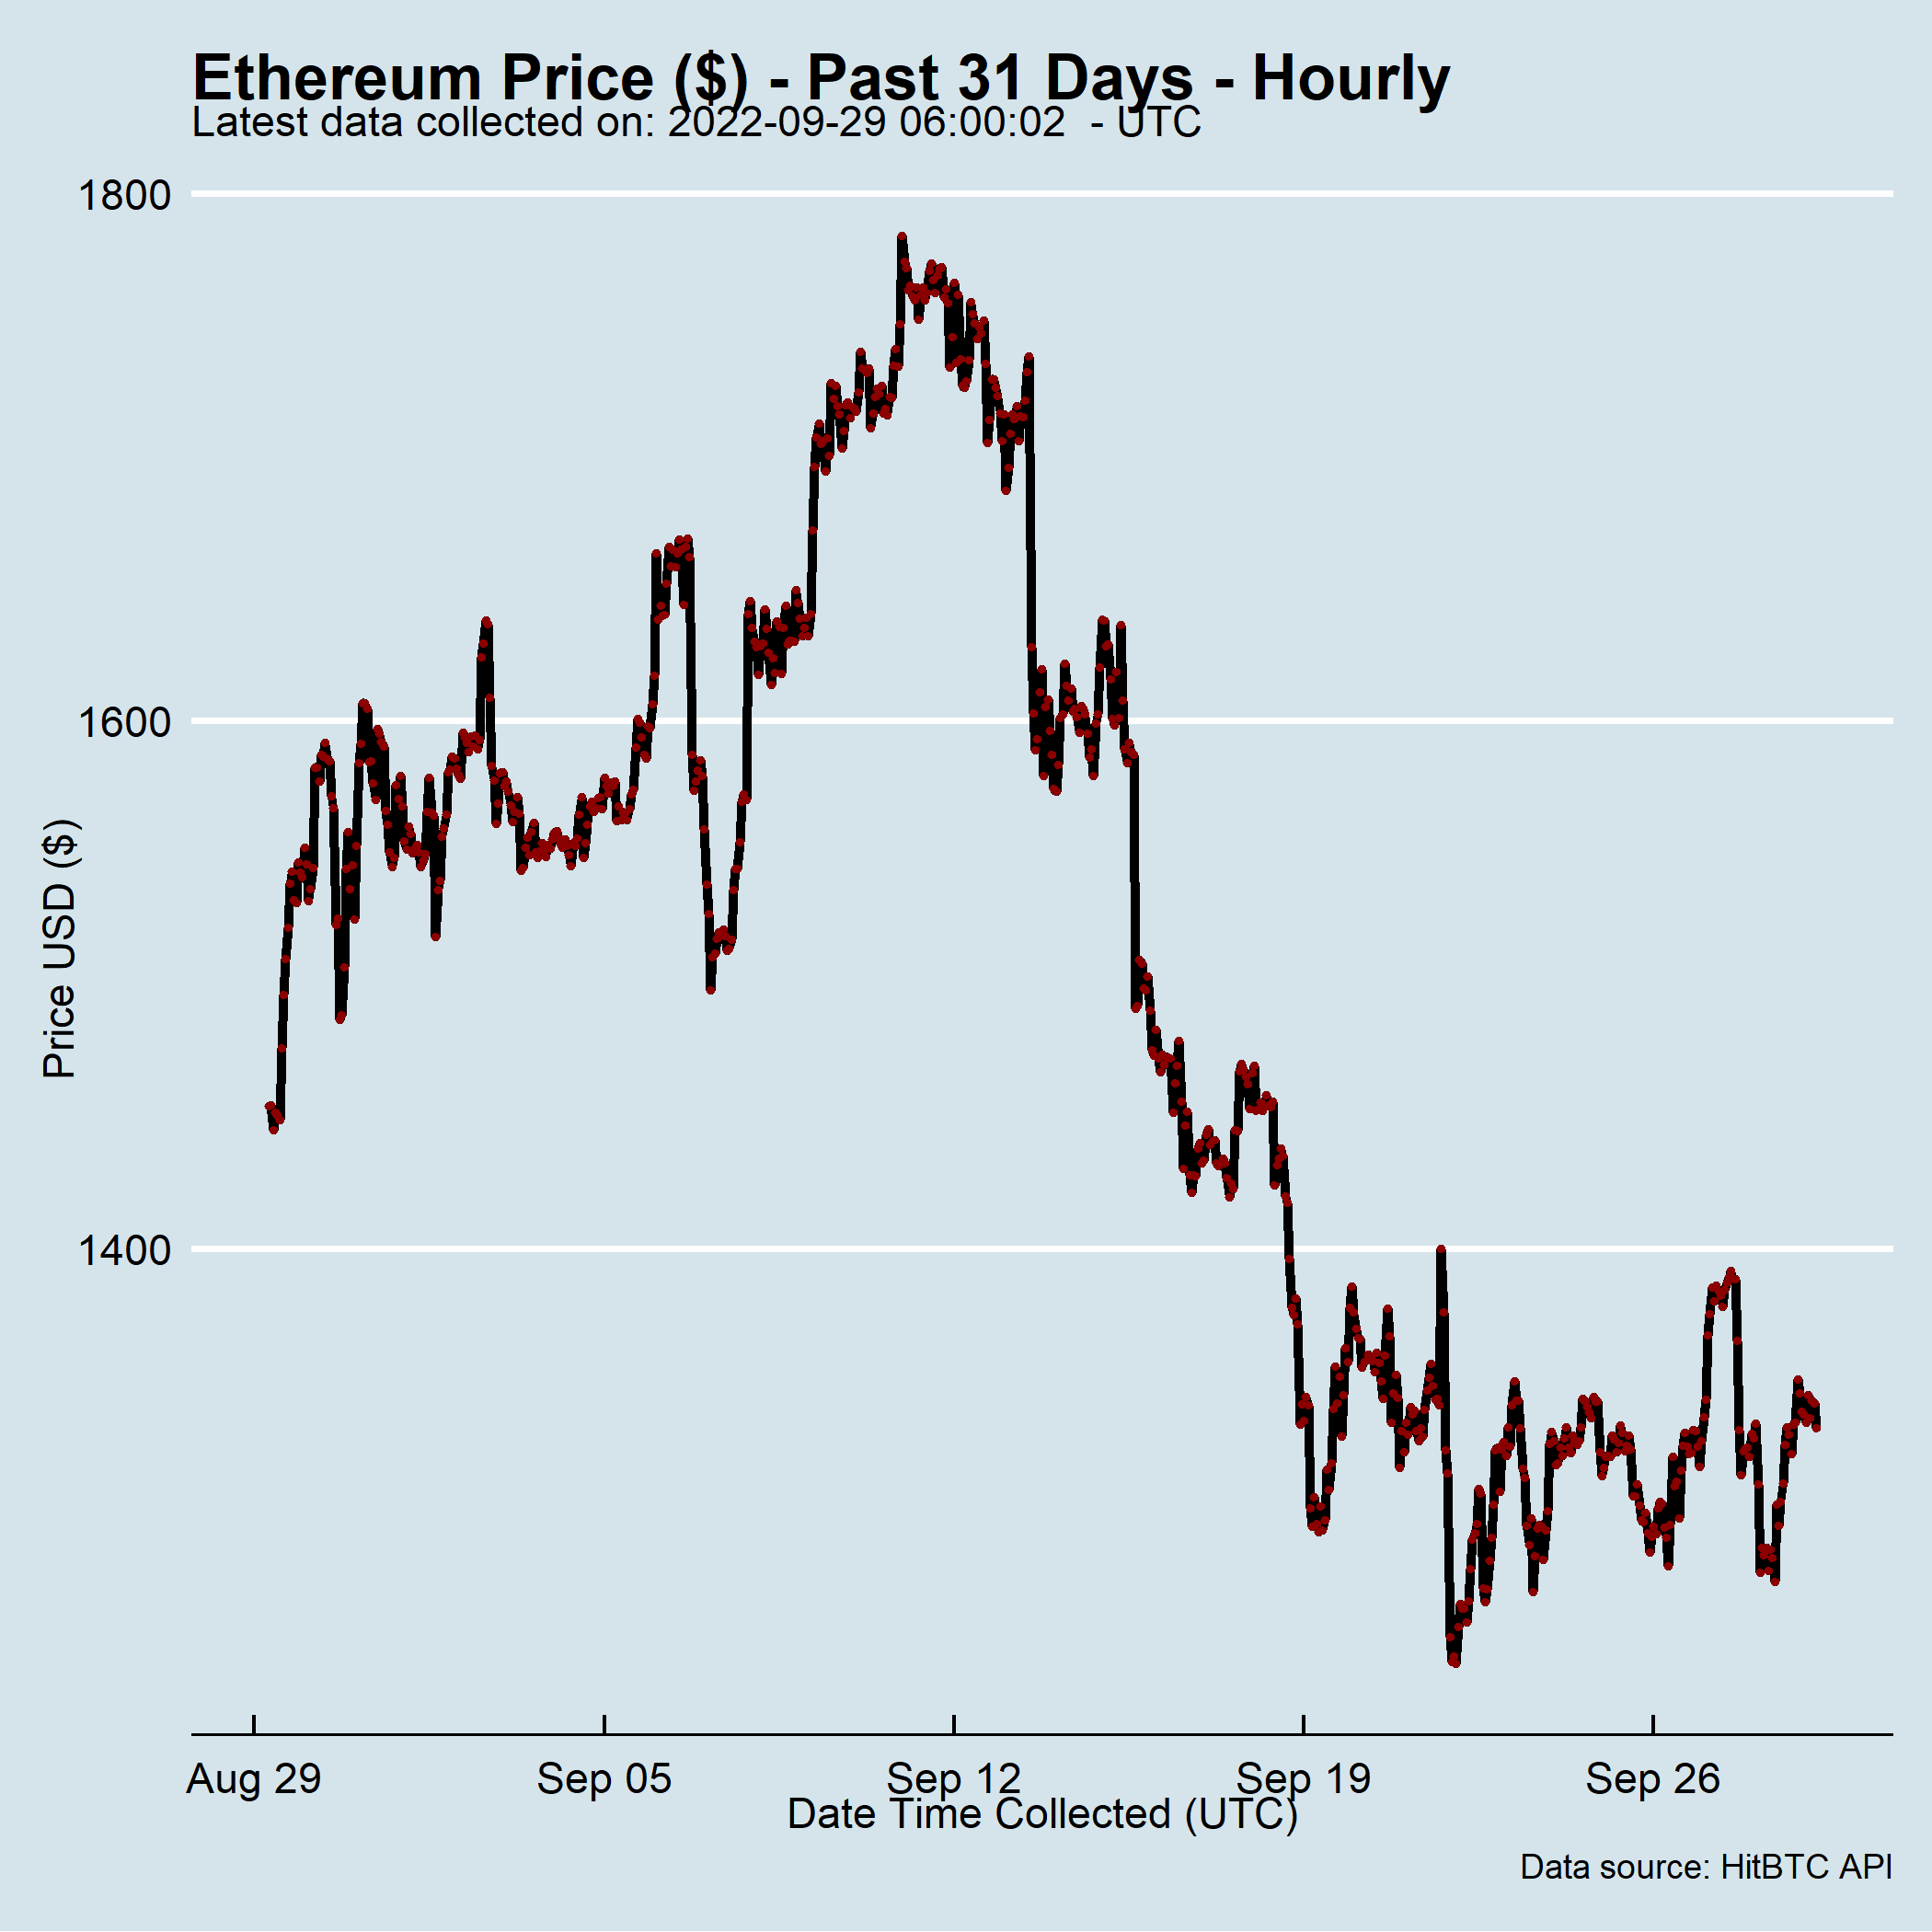 Ethereum Price ($) - Past 31 Days - Hourly
Latest data collected on: 2022-09-29 06:00:02  - UTC
1800
1600
1400
Price USD ($)
Aug 29
Sep 05
Sep 12
Sep 19
Sep 26
Date Time Collected (UTC)
Data source: HitBTC API